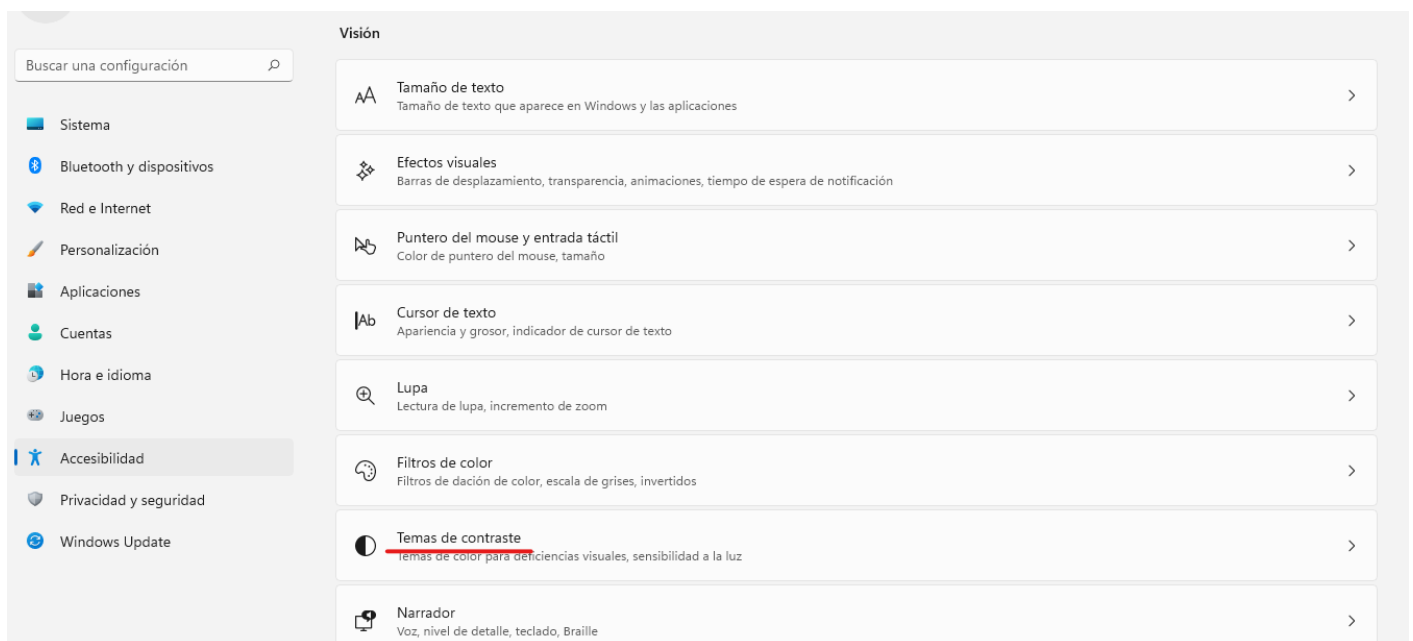 Visión
Buscar una configuración
Sistema
Bluetooth y dispositivos
Red e Internet
Personalización
Aplicaciones
Cuentas
Hora e idioma
Juegos
Accesibilidad
Privacidad y seguridad
Windows Update
Tamaño de texto
Tamaño de texto que aparece en Windows y las aplicaciones
Efectos visuales
Barras de desplazamiento, transparencia, animaciones, tiempo de espera de notificación
Puntero del mouse y entrada táctil
Color de puntero del mouse, tamaño
Cursor de texto
Apariencia y grosor, indicador de cursor de texto
Lupa
Lectura de lupa, incremento de zoom
Filtros de color
Filtros de dación de color, escala de grises, invertidos
Temas de contraste
Temas de color para deficiencias visuales, sensibilidad a la luz
Narrador
Voz, nivel de detalle, teclado, Braille